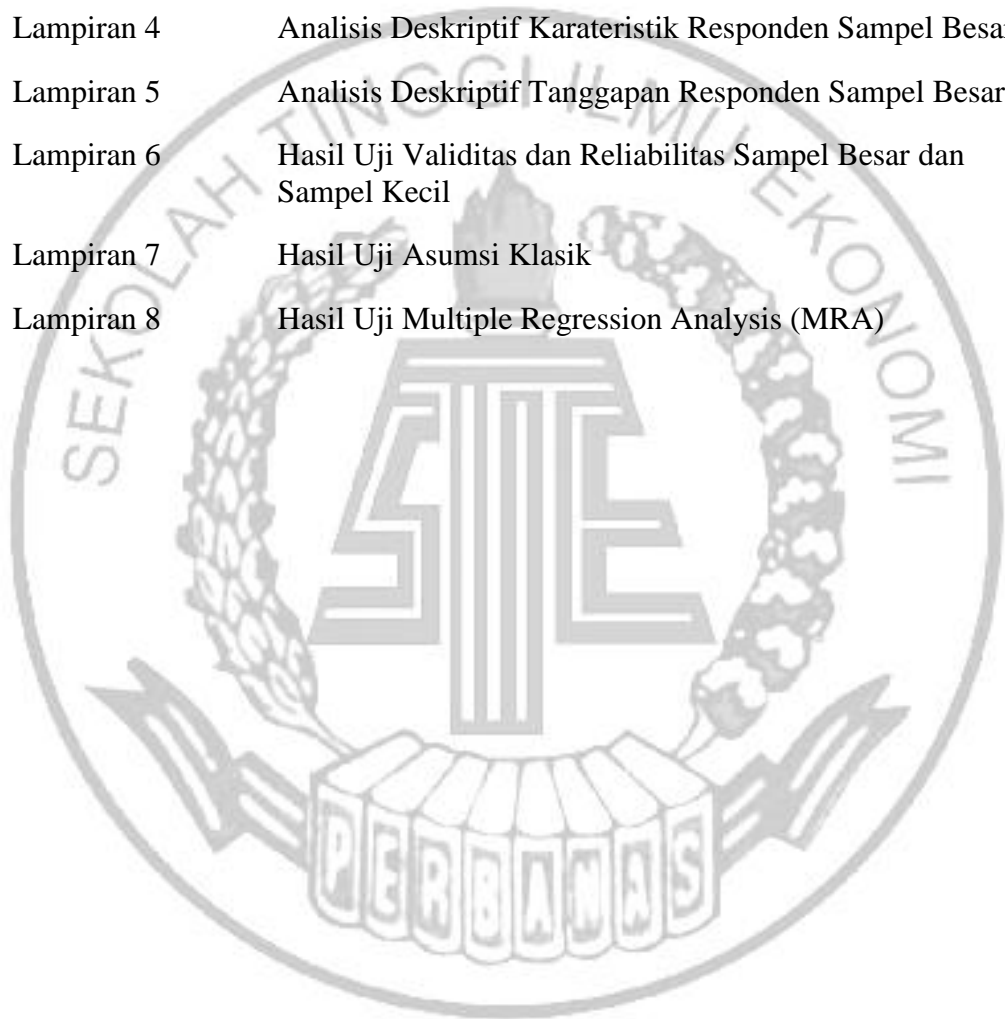 Lampiran 4 Analisis Deskriptif Karateristik Responden Sampel Besar
Lampiran 5 Analisis Deskriptif Tanggapan Responden Sampel Besar
Lampiran 6 Hasil Uji Validitas dan Reliabilitas Sampel Besar dan
Sampel Kecil
Lampiran 7 Hasil Uji Asumsi Klasik
Lampiran 8 Hasil Uji Multiple Regression Analysis (MRA)
SEKOLAH TINGGI ILMU EKONOMI
STIE
PERBANAS